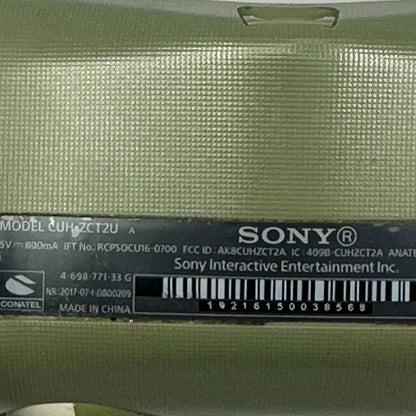 MODEL CUH-ZCT2U A
SONY®
5V⎓800mA IFT No. RCPSOCU16-0700 FCC ID : AK8CUHZCT2A IC : 409B-CUHZCT2A ANATEL
Sony Interactive Entertainment Inc.
4-698-771-33 G
NR: 2017-07-I-0000209
CONATEL
MADE IN CHINA
19216150038565